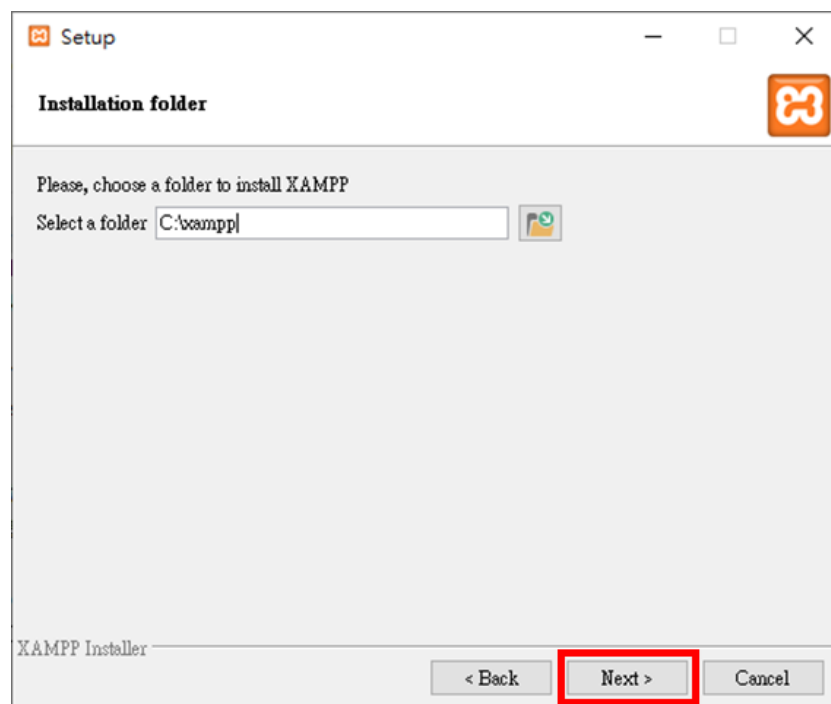 Setup
Installation folder
Please, choose a folder to install XAMPP
Select a folder C:\xampp
XAMPP Installer
< Back Next > Cancel